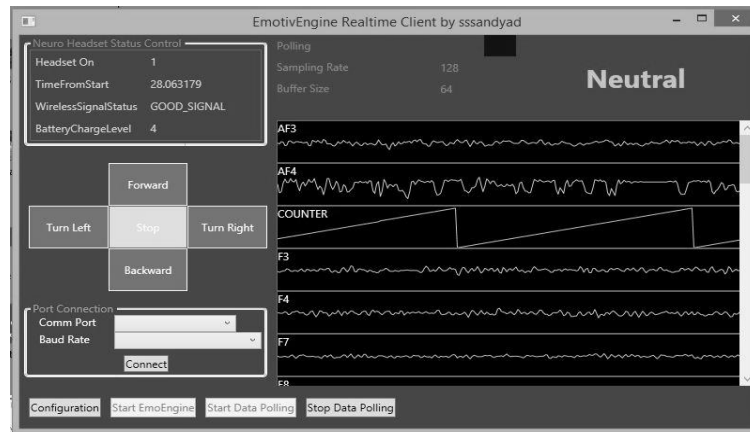 EmotivEngine Realtime Client by sssandyad
Neuro Headset Status Control
Headset On 1
TimeFromStart 28.063179
WirelessSignalStatus GOOD_SIGNAL
BatteryChargeLevel 4
Polling
Sampling Rate 128
Buffer Size 64
Neutral
Forward
Turn Left Stop Turn Right
Backward
Port Connection
Comm Port
Baud Rate
Connect
AF3
AF4
COUNTER
F3
F4
F7
F8
Configuration Start EmoEngine Start Data Polling Stop Data Polling